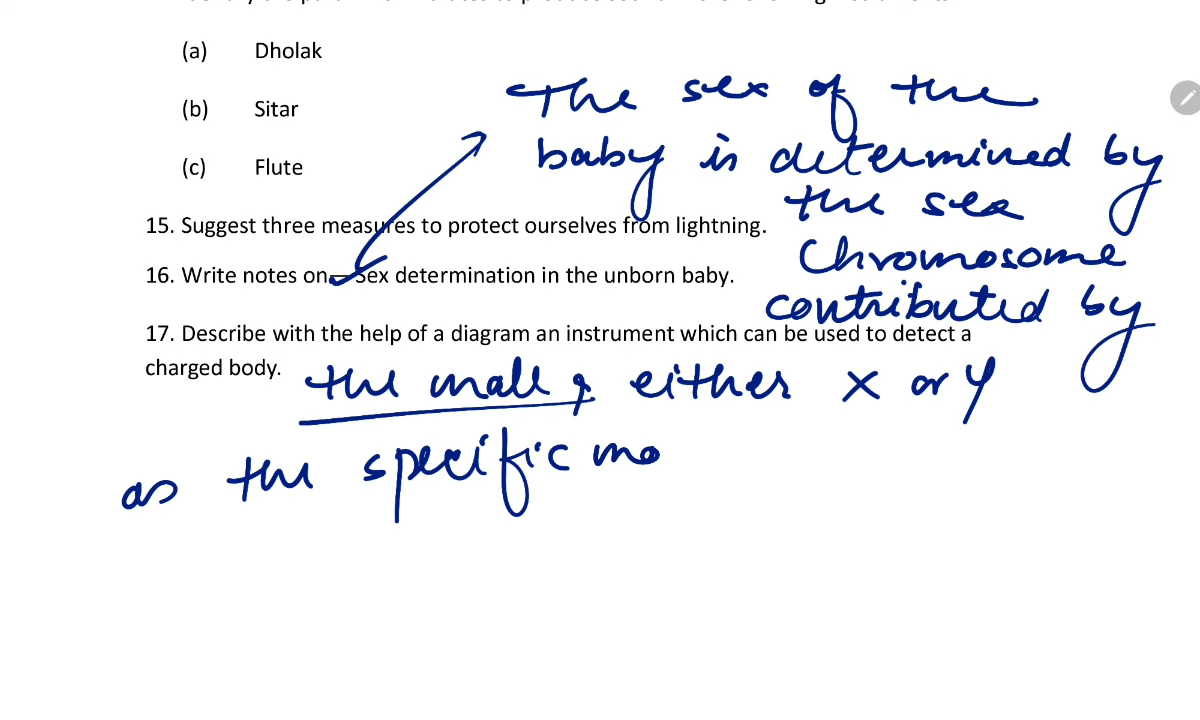 (a) Dholak
(b) Sitar
(c) Flute
15. Suggest three measures to protect ourselves from lightning.
16. Write notes on – Sex determination in the unborn baby.
17. Describe with the help of a diagram an instrument which can be used to detect a
charged body.
The sex of the
baby is determined by
the sex
Chromosome
contributed by
the male & either X or Y
as the specific mo